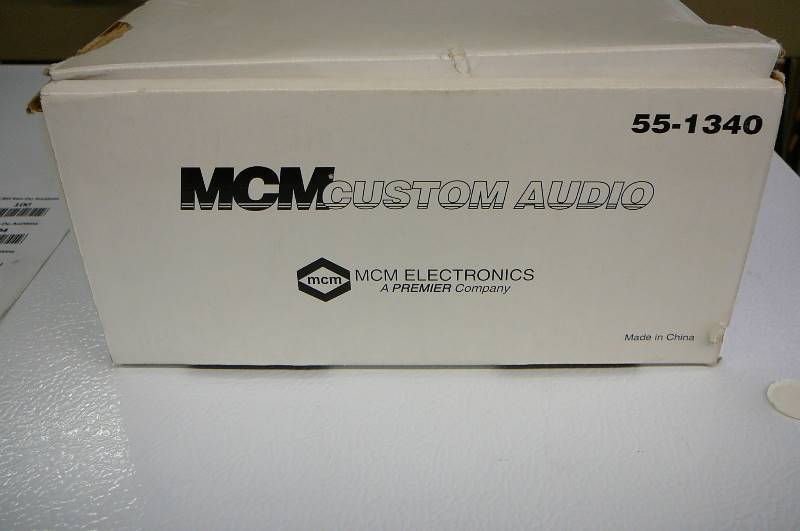 55-1340
MCM CUSTOM AUDIO
mcm MCM ELECTRONICS
A PREMIER Company
Made in China